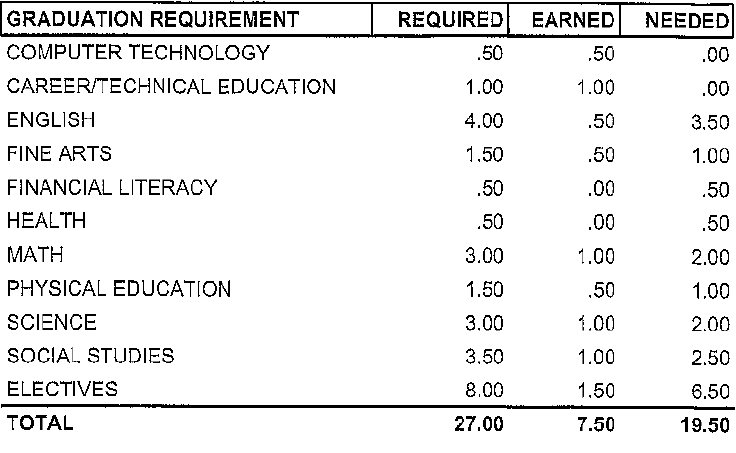 GRADUATION REQUIREMENT REQUIRED EARNED NEEDED
COMPUTER TECHNOLOGY .50 .50 .00
CAREER/TECHNICAL EDUCATION 1.00 1.00 .00
ENGLISH 4.00 .50 3.50
FINE ARTS 1.50 .50 1.00
FINANCIAL LITERACY .50 .00 .50
HEALTH .50 .00 .50
MATH 3.00 1.00 2.00
PHYSICAL EDUCATION 1.50 .50 1.00
SCIENCE 3.00 1.00 2.00
SOCIAL STUDIES 3.50 1.00 2.50
ELECTIVES 8.00 1.50 6.50
TOTAL 27.00 7.50 19.50